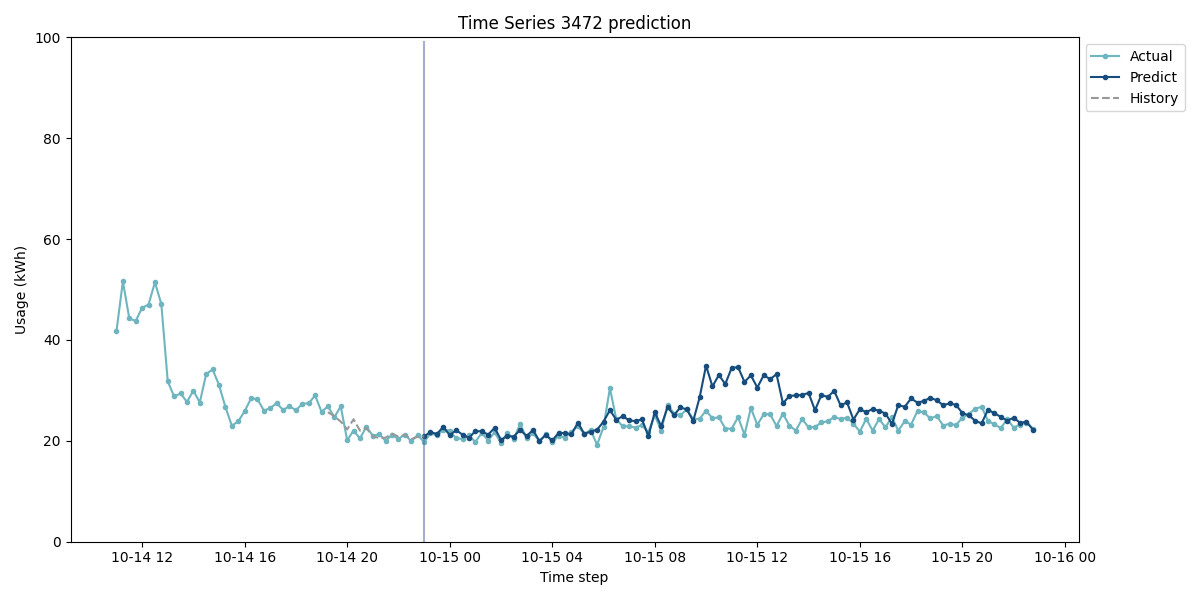 Time Series 3472 prediction
Usage (kWh)
100
80
60
40
20
0
10-14 12
10-14 16
10-14 20
10-15 00
10-15 04
10-15 08
10-15 12
10-15 16
10-15 20
10-16 00
Time step
Actual
Predict
History